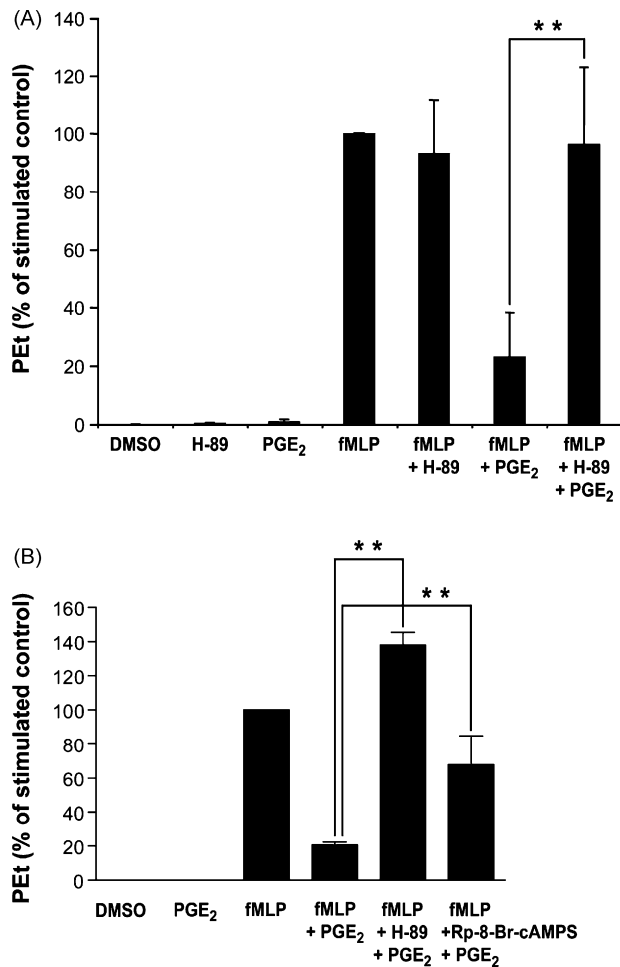 (A)
PEt (% of stimulated control)
140
120
100
80
60
40
20
0
**
DMSO H-89 PGE₂ fMLP fMLP fMLP fMLP
+ H-89 + PGE₂ + H-89
+ PGE₂
(B)
PEt (% of stimulated control)
160
140
120
100
80
60
40
20
0
**
**
DMSO PGE₂ fMLP fMLP fMLP fMLP
+ PGE₂ + H-89 +Rp-8-Br-cAMPS
+ PGE₂ + PGE₂